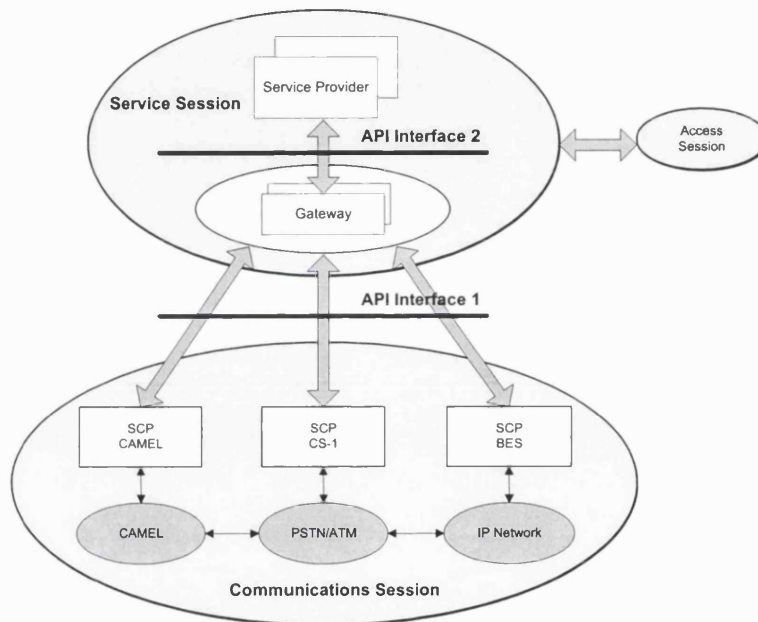 Service Provider
Service Session
API Interface 2
Access
Session
Gateway
API Interface 1
SCP
CAMEL
SCP
CS-1
SCP
BES
CAMEL
PSTN/ATM
IP Network
Communications Session